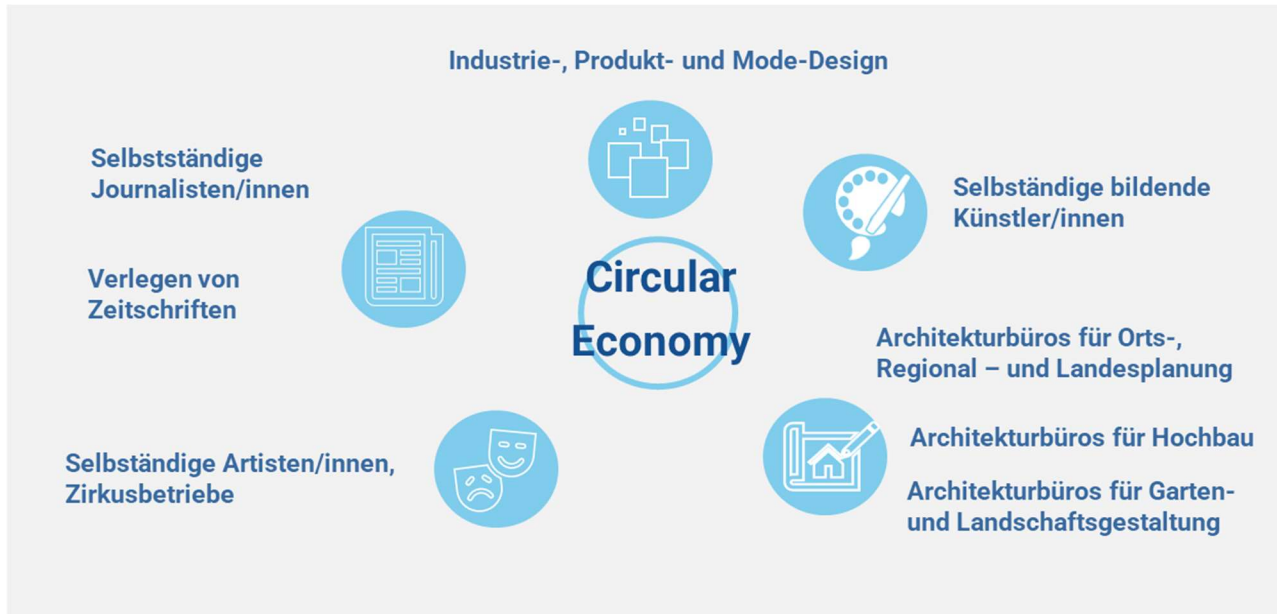 Industrie-, Produkt- und Mode-Design
Selbstständige
Journalisten/innen
Verlegen von
Zeitschriften
Selbständige Artisten/innen,
Zirkusbetriebe
Circular
Economy
Selbständige bildende
Künstler/innen
Architekturbüros für Orts-,
Regional – und Landesplanung
Architekturbüros für Hochbau
Architekturbüros für Garten-
und Landschaftsgestaltung